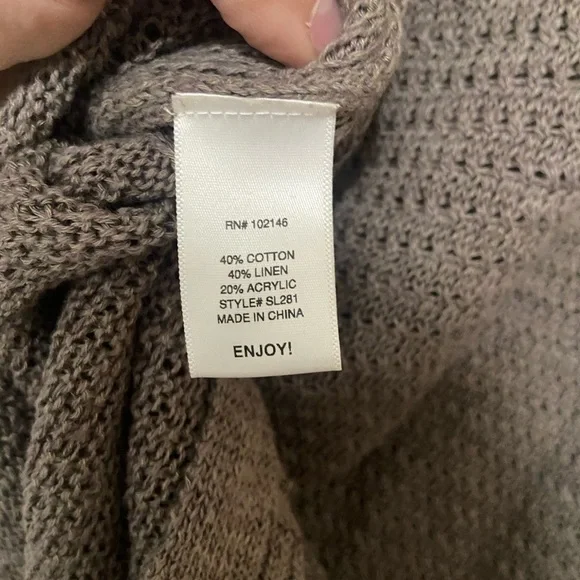 RN# 102146
40% COTTON
40% LINEN
20% ACRYLIC
STYLE# SL281
MADE IN CHINA
ENJOY!